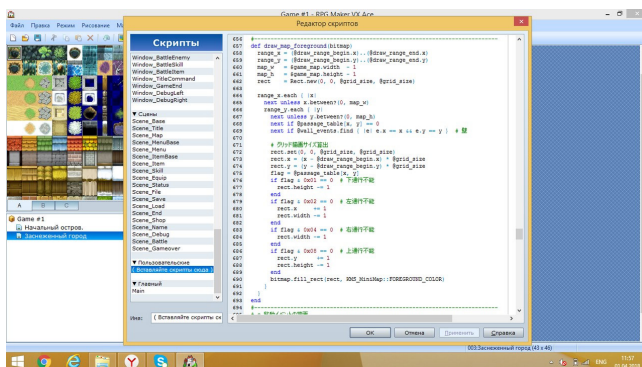 Game #1 - RPG Maker VX Ace
Файл Правка Режим Рисование
Редактор скриптов
Скрипты
Window_BattleEnemy
Window_BattleSkill
Window_BattleItem
Window_TitleCommand
Window_GameEnd
Window_DebugLeft
Window_DebugRight
▼ Сцены
Scene_Base
Scene_Title
Scene_Map
Scene_MenuBase
Scene_Menu
Scene_ItemBase
Scene_Item
Scene_Skill
Scene_Equip
Scene_Status
Scene_File
Scene_Save
Scene_Load
Scene_End
Scene_Shop
Scene_Name
Scene_Debug
Scene_Battle
Scene_Gameover
▼ Пользовательские
( Вставляйте скрипты сюда )
▼ Главный
Main
Имя: ( Вставляйте скрипты сю
656 #
657 def draw_map_foreground(bitmap)
658 range_x = (@draw_range_begin.x)..(@draw_range_end.x)
659 range_y = (@draw_range_begin.y)..(@draw_range_end.y)
660 map_w = $game_map.width - 1
661 map_h = $game_map.height - 1
662 rect = Rect.new(0, 0, @grid_size, @grid_size)
663
664 range_x.each { |x|
665 next unless x.between?(0, map_w)
666 range_y.each { |y|
667 next unless y.between?(0, map_h)
668 next if @passage_table[x, y] == 0
669 next if @wall_events.find { |e| e.x == x && e.y == y } # 壁
670
671 # グリッド描画サイズ算出
672 rect.set(0, 0, @grid_size, @grid_size)
673 rect.x = (x - @draw_range_begin.x) * @grid_size
674 rect.y = (y - @draw_range_begin.y) * @grid_size
675 flag = @passage_table[x, y]
676 if flag & 0x01 == 0 # 下通行不能
677 rect.height -= 1
678 end
679 if flag & 0x02 == 0 # 左通行不能
680 rect.x += 1
681 rect.width -= 1
682 end
683 if flag & 0x04 == 0 # 右通行不能
684 rect.width -= 1
685 end
686 if flag & 0x08 == 0 # 上通行不能
687 rect.y += 1
688 rect.height -= 1
689 end
690 bitmap.fill_rect(rect, KMS_MiniMap::FOREGROUND_COLOR)
691 }
692 }
693 end
694 #
695
OK Отмена Применить Справка
A B C
Game #1
Начальный остров.
Заснеженный город
003:Заснеженный город (43 x 46)
ENG
11:57